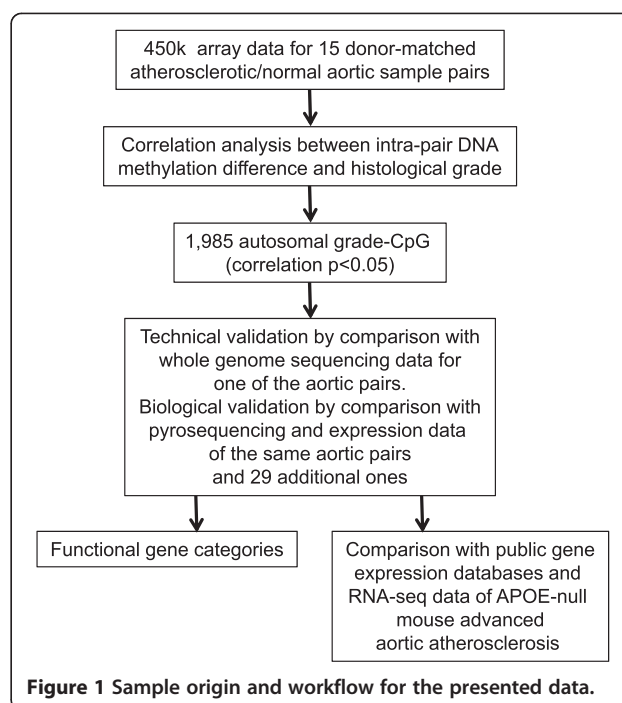 450k array data for 15 donor-matched
atherosclerotic/normal aortic sample pairs
Correlation analysis between intra-pair DNA
methylation difference and histological grade
1,985 autosomal grade-CpG
(correlation p<0.05)
Technical validation by comparison with
whole genome sequencing data for
one of the aortic pairs.
Biological validation by comparison with
pyrosequencing and expression data
of the same aortic pairs
and 29 additional ones
Functional gene categories
Comparison with public gene
expression databases and
RNA-seq data of APOE-null
mouse advanced
aortic atherosclerosis
Figure 1 Sample origin and workflow for the presented data.